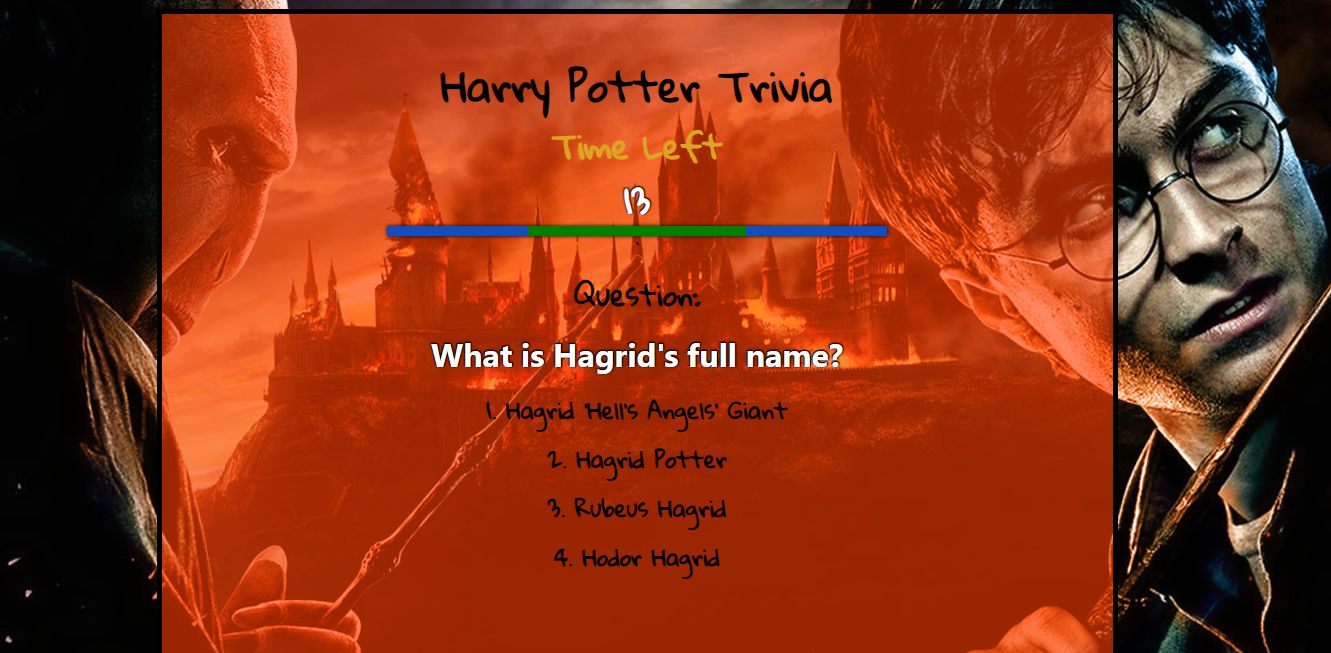 Harry Potter Trivia
Time Left
13
Question:
What is Hagrid's full name?
1. Hagrid 'Hell's Angels' Giant
2. Hagrid Potter
3. Rubeus Hagrid
4. Hodor Hagrid